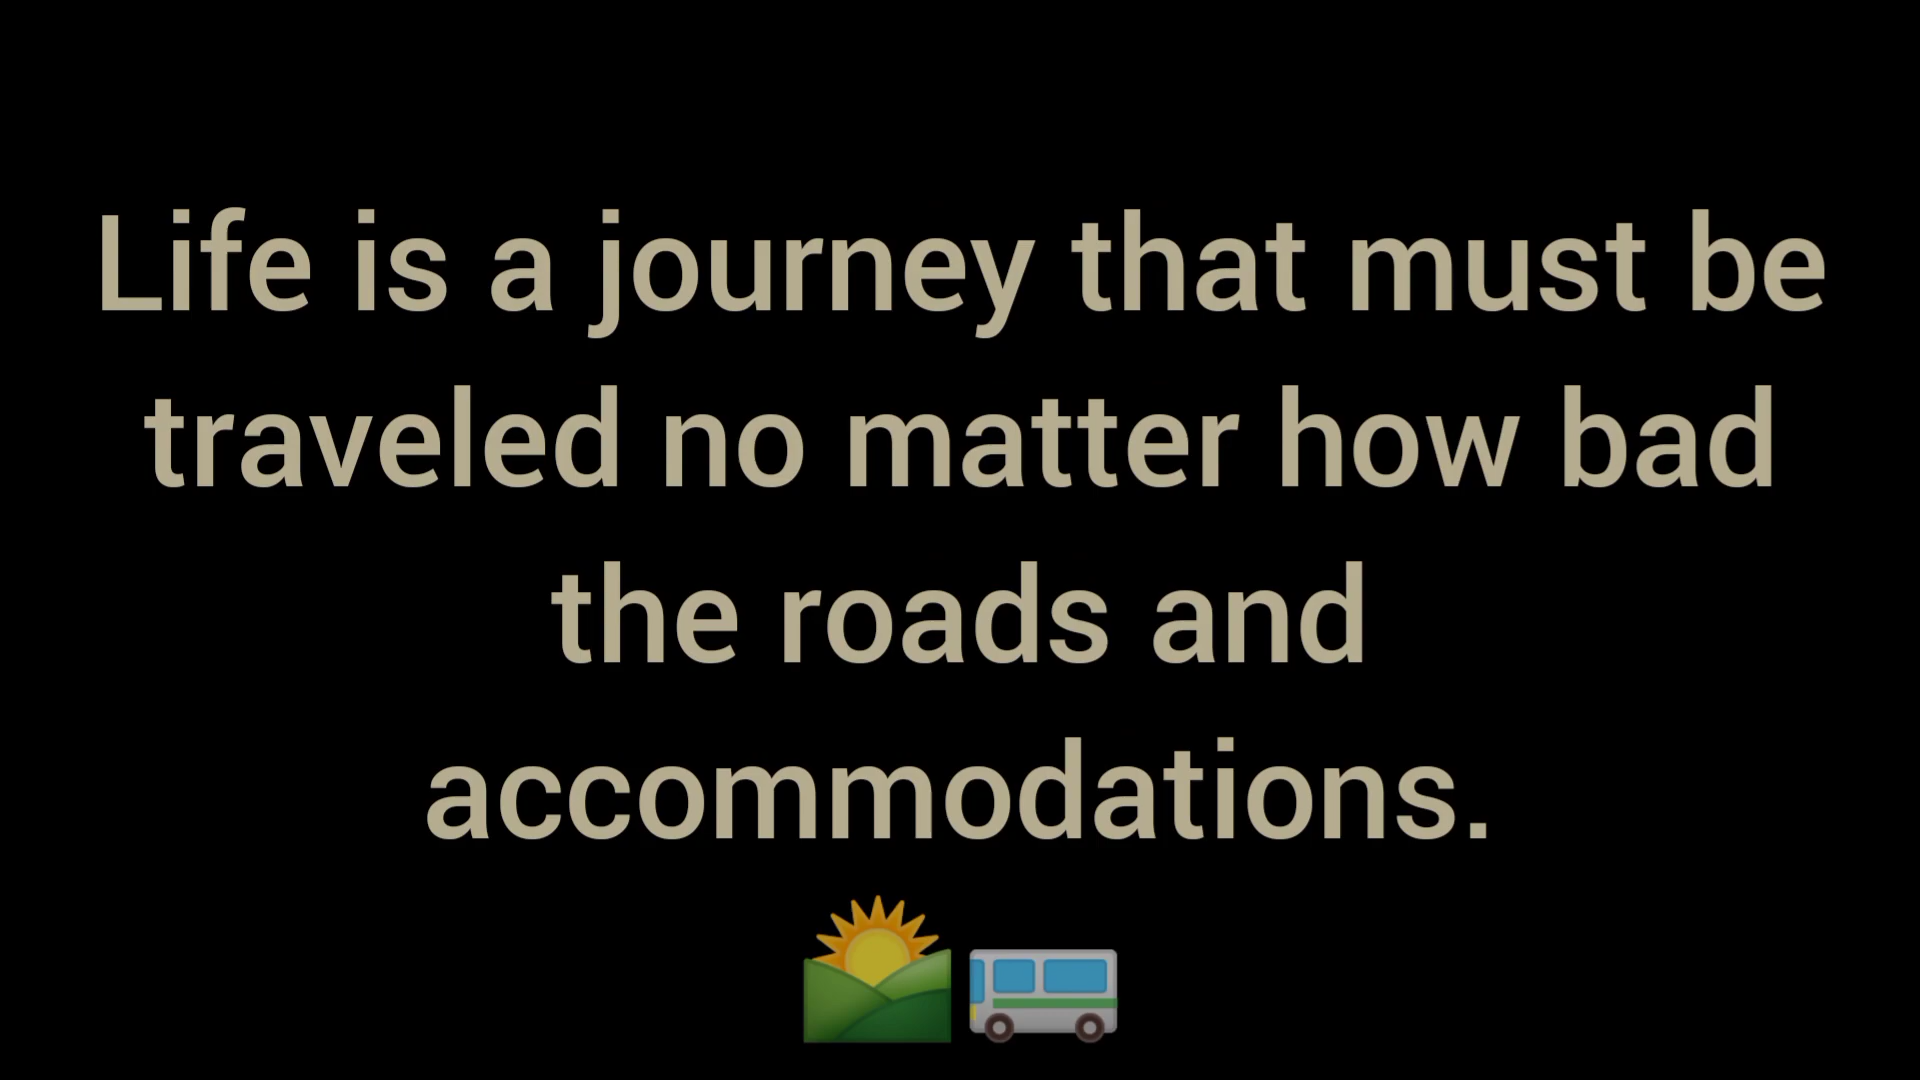 Life is a journey that must be
traveled no matter how bad
the roads and
accommodations.